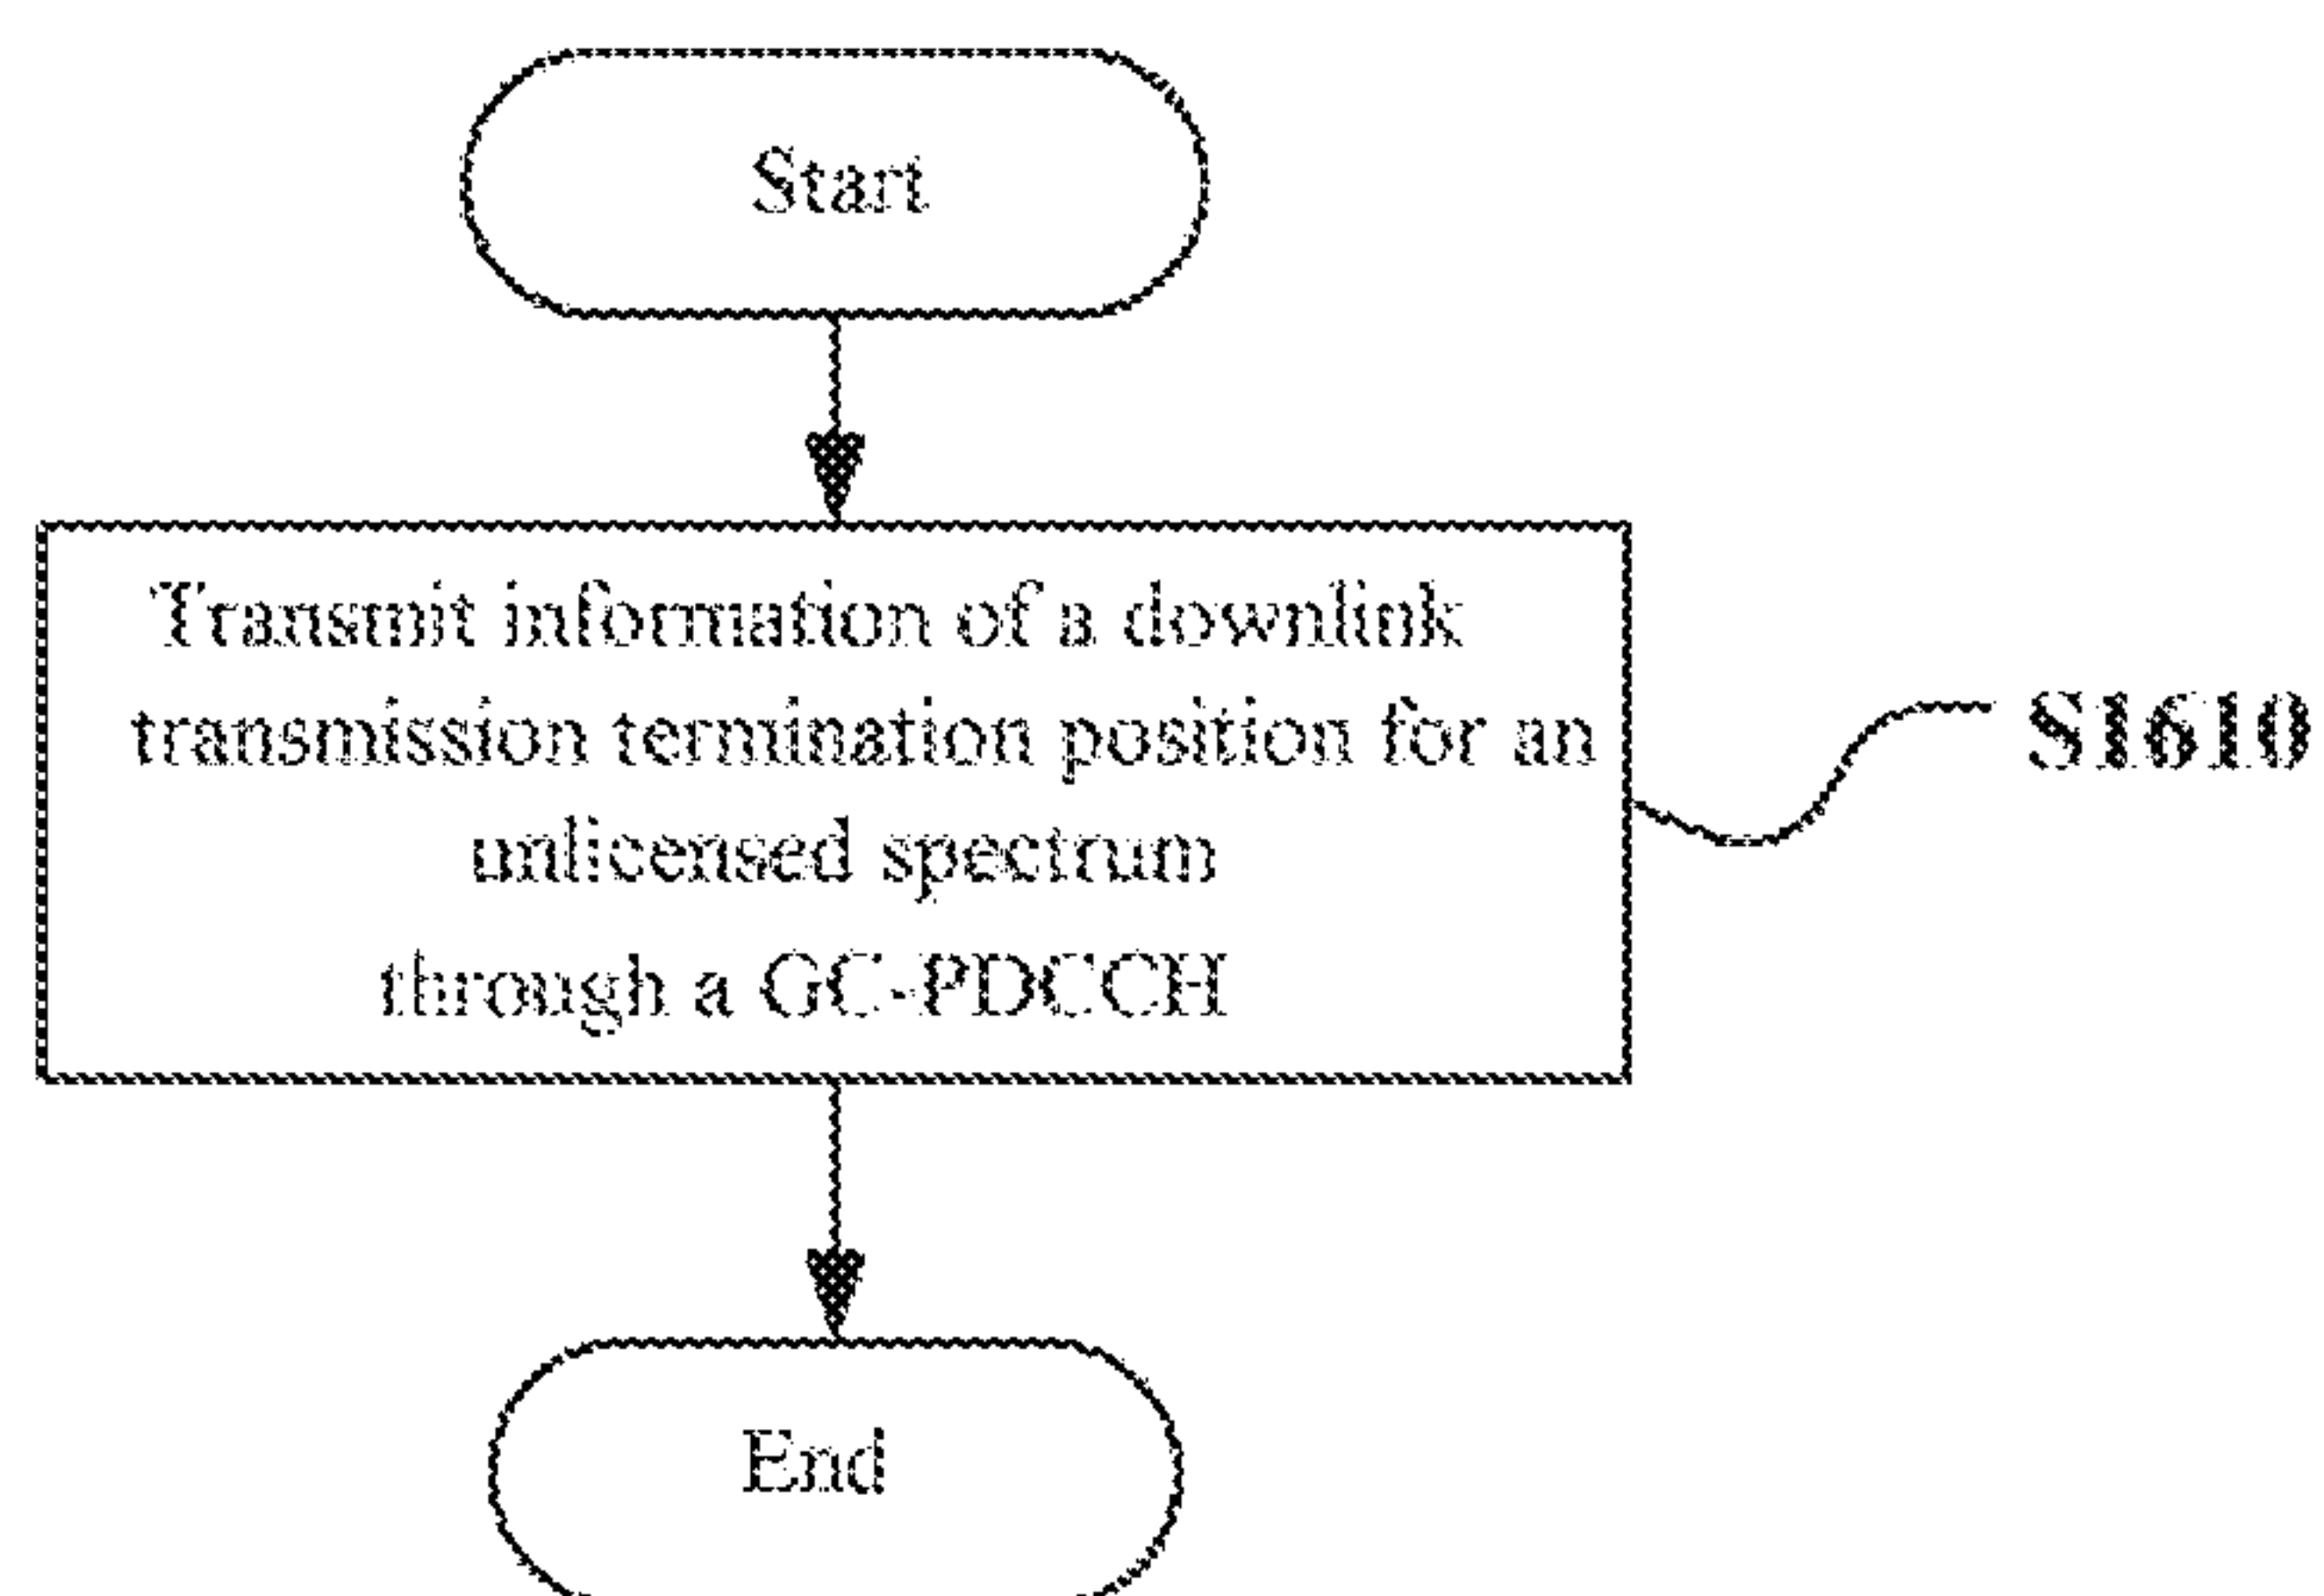 Start
Transmit information of a downlink
transmission termination position for an
unlicensed spectrum
through a GC-PDCCH
S1610
End